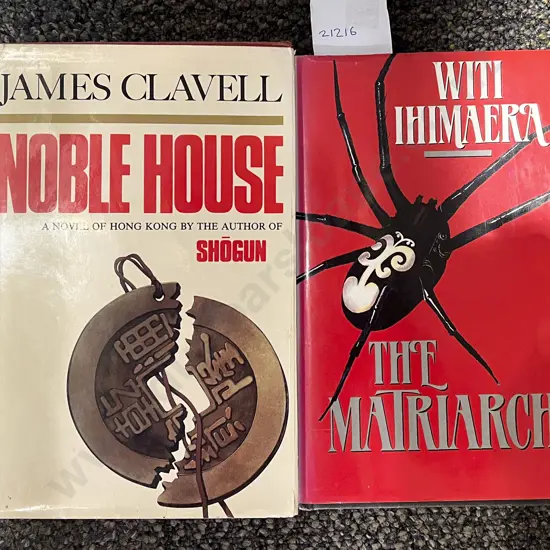 21216
JAMES CLAVELL
NOBLE HOUSE
A NOVEL OF HONG KONG BY THE AUTHOR OF
SHŌGUN
WITI
IHIMAERA
THE
MATRIARCH